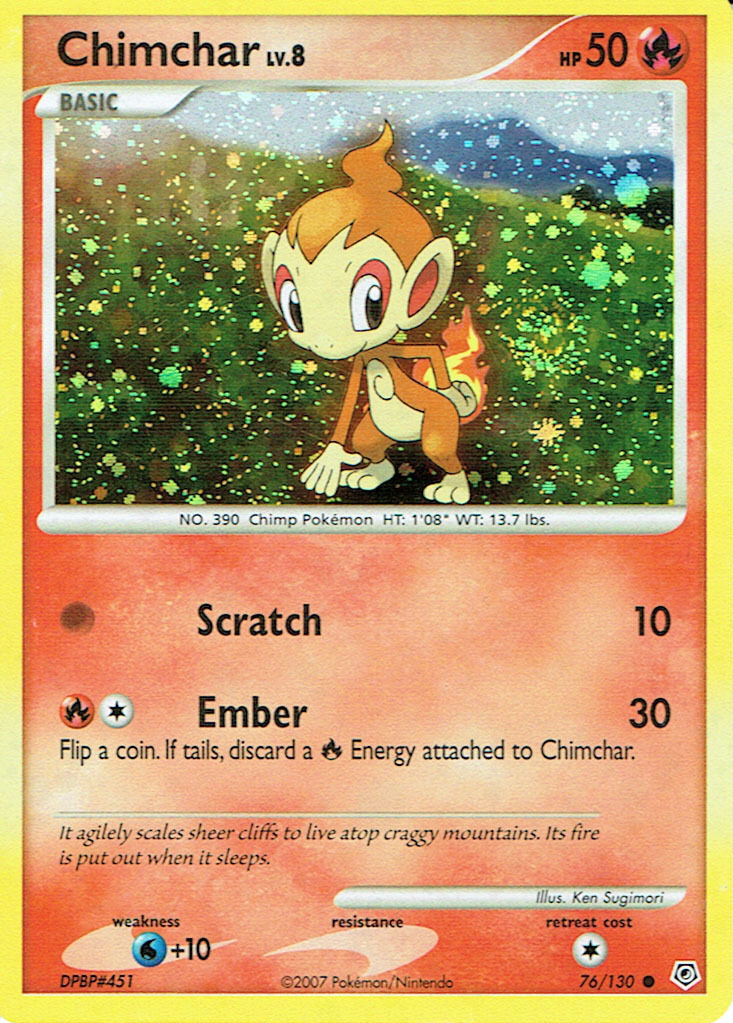 Chimchar LV.8 HP 50
BASIC
NO. 390 Chimp Pokémon HT: 1'08" WT: 13.7 lbs.
Scratch 10
Ember 30
Flip a coin. If tails, discard a Energy attached to Chimchar.
It agilely scales sheer cliffs to live atop craggy mountains. Its fire
is put out when it sleeps.
Illus. Ken Sugimori
weakness resistance retreat cost
+10
DPBP#451 ©2007 Pokémon/Nintendo 76/130